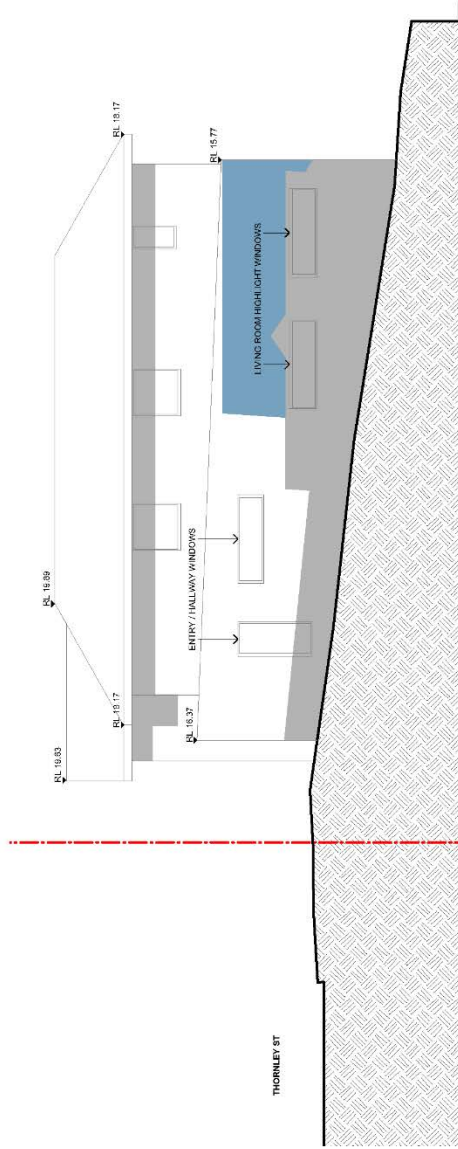 RL 19.83
RL 19.89
RL 18.17
RL 18.17
RL 16.37
RL 15.77
ENTRY / HALLWAY WINDOWS
LIVING ROOM HIGHLIGHT WINDOWS
THORNLEY ST